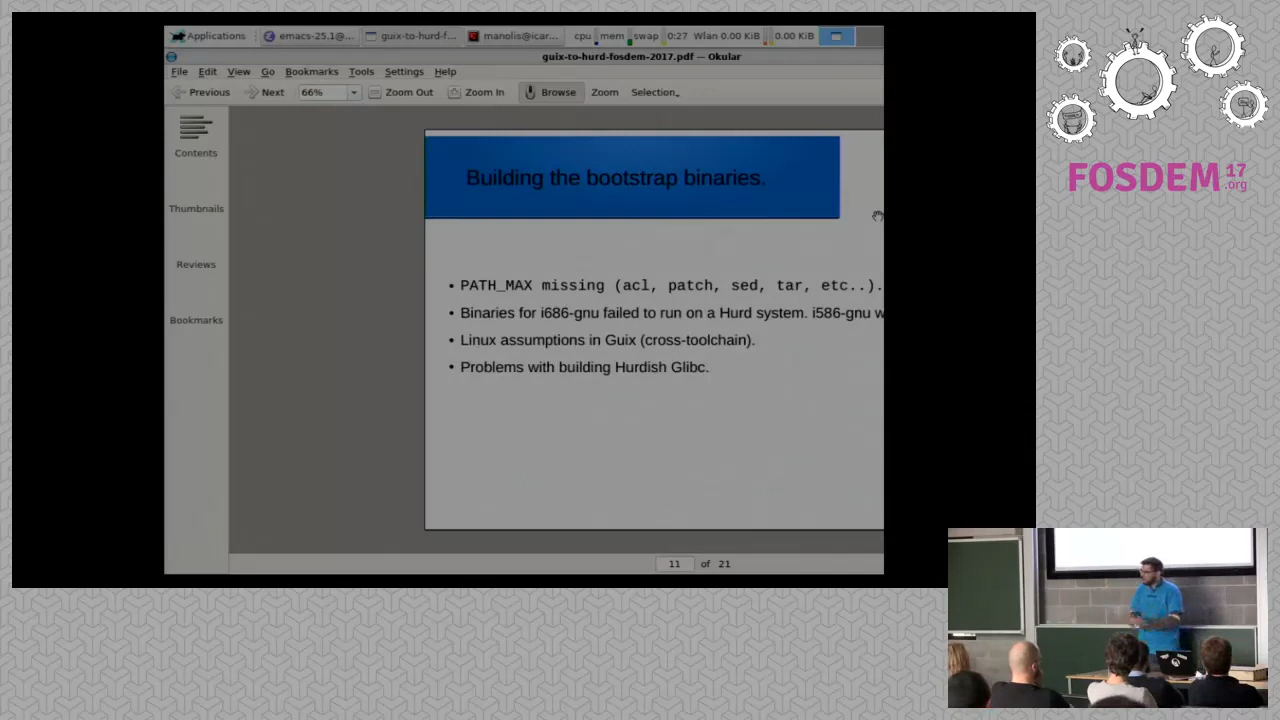 Applications emacs-25.1@... guix-to-hurd-f... manolis@icar... cpu mem swap 0:27 Wlan 0.00 KiB 0.00 KiB
guix-to-hurd-fosdem-2017.pdf — Okular
File Edit View Go Bookmarks Tools Settings Help
Previous Next 66% Zoom Out Zoom In Browse Zoom Selection
Contents
Thumbnails
Reviews
Bookmarks
Building the bootstrap binaries.
• PATH_MAX missing (acl, patch, sed, tar, etc..).
• Binaries for i686-gnu failed to run on a Hurd system. i586-gnu w
• Linux assumptions in Guix (cross-toolchain).
• Problems with building Hurdish Glibc.
11 of 21
FOSDEM 17
.org